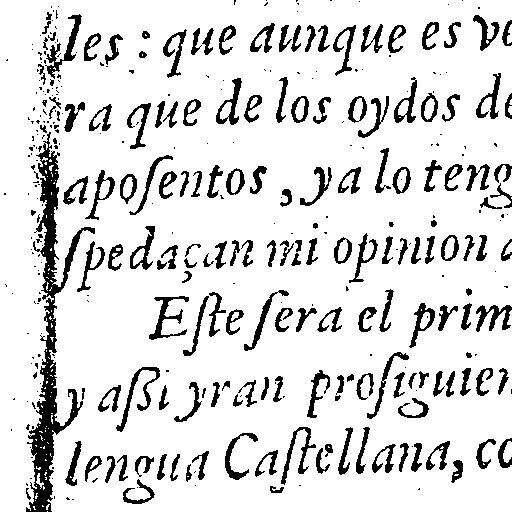 les : que aunque es ve
ra que de los oydos de
aposentos , ya lo teng
ſpedaçan mi opinion a
Eſte ſera el prim
y aßi yran proſiguien
lengua Caſtellana, co